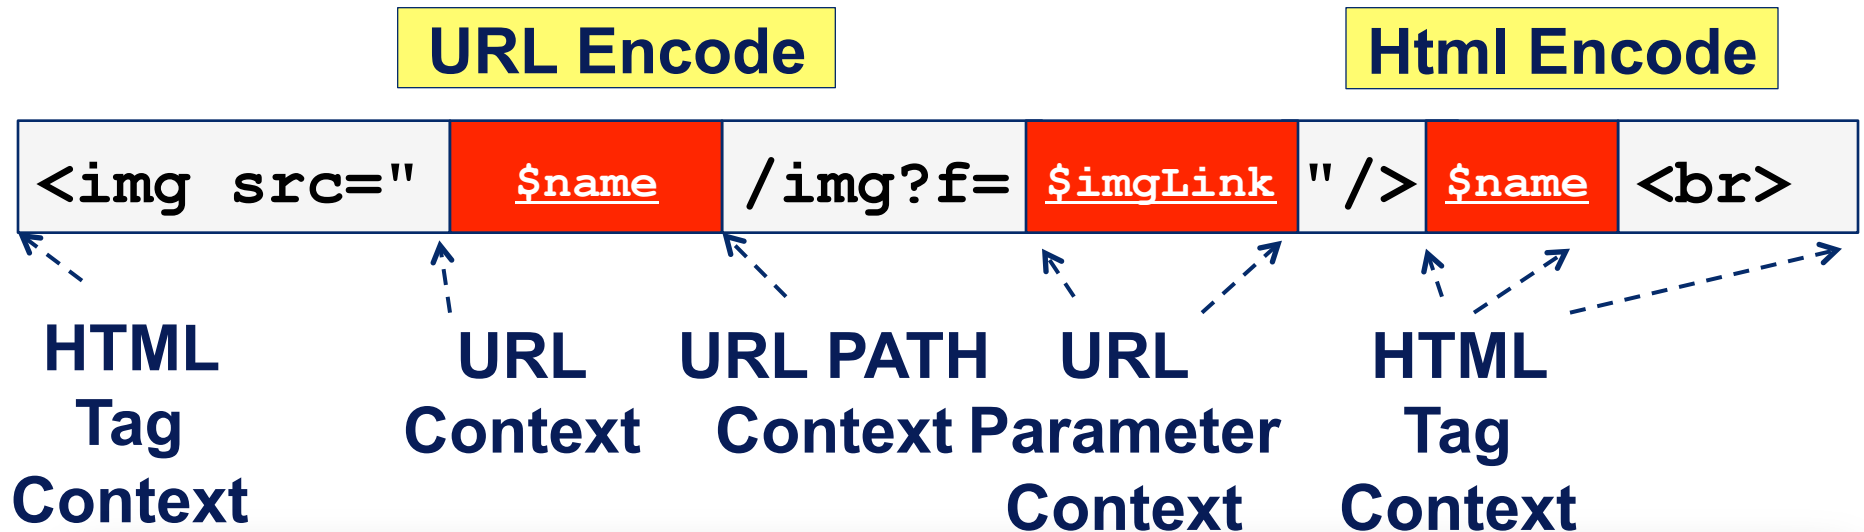 URL Encode
Html Encode
<img src=" $name /img?f= $imgLink "/> $name <br>
HTML Tag Context
URL Context
URL PATH Context
URL Parameter Context
HTML Tag Context